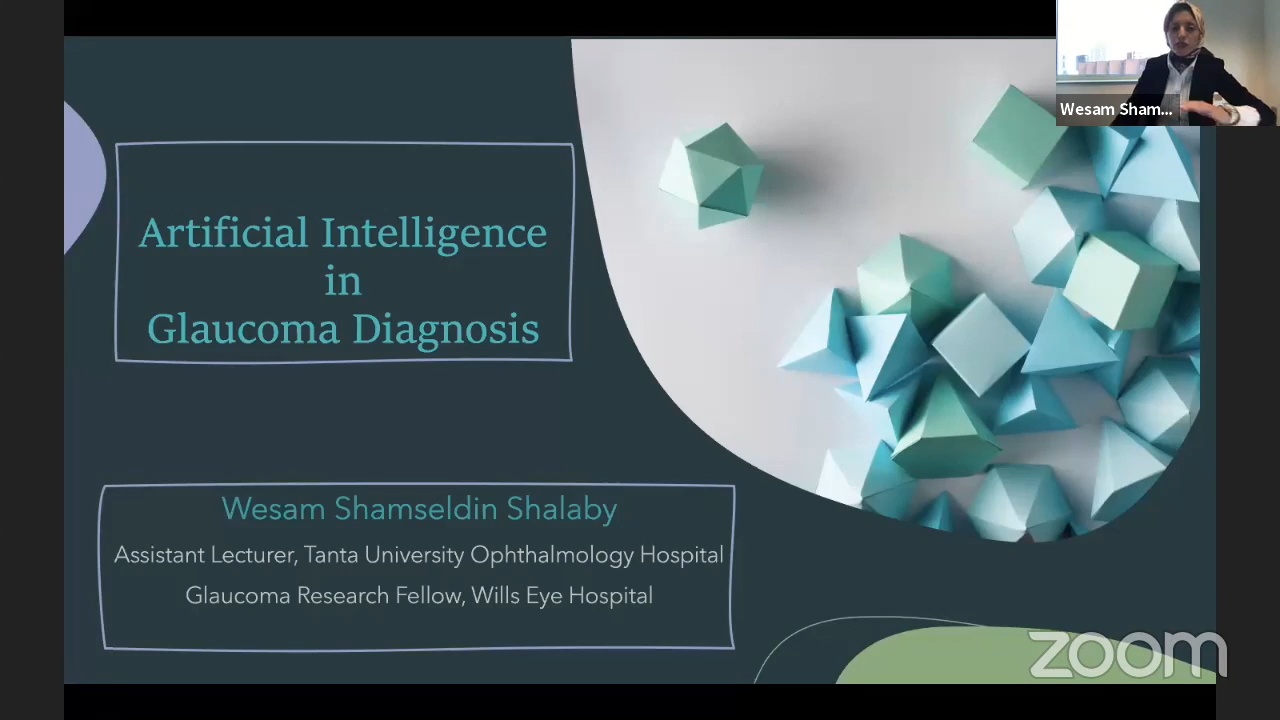 Wesam Sham...
Artificial Intelligence
in
Glaucoma Diagnosis
Wesam Shamseldin Shalaby
Assistant Lecturer, Tanta University Ophthalmology Hospital
Glaucoma Research Fellow, Wills Eye Hospital
zoom